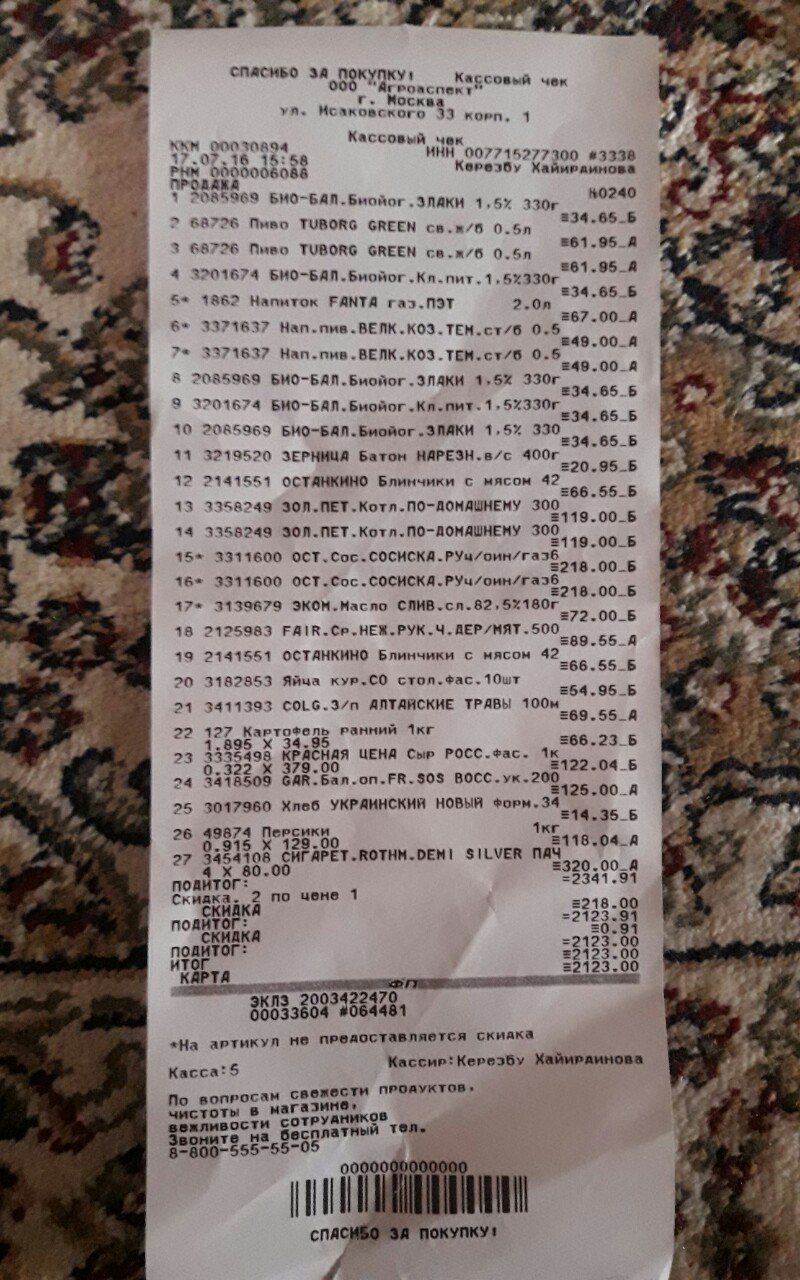 СПАСИБО ЗА ПОКУПКУ! Кассовый чек
ООО "Агроаспект"
г. Москва
ул. Исаковского 33 корп. 1
Кассовый чек
ККМ 00030894 ИНН 007715277300 #3338
17.07.16 15:58 Керезбу Хайирдинова
РНМ 0000006088
ПРОДАЖА №0240
1 2085969 БИО-БАЛ.Биойог.ЗЛАКИ 1,5% 330г
≡34.65_Б
2 68726 Пиво TUBORG GREEN св.ж/б 0.5л
≡61.95_А
3 68726 Пиво TUBORG GREEN св.ж/б 0.5л
≡61.95_А
4 3201674 БИО-БАЛ.Биойог.Кл.пит.1,5%330г
≡34.65_Б
5* 1862 Напиток FANTA газ.ПЭТ 2.0л
≡67.00_А
6* 3371637 Нап.пив.ВЕЛК.КОЗ.ТЕМ.ст/б 0.5
≡49.00_А
7* 3371637 Нап.пив.ВЕЛК.КОЗ.ТЕМ.ст/б 0.5
≡49.00_А
8 2085969 БИО-БАЛ.Биойог.ЗЛАКИ 1,5% 330г
≡34.65_Б
9 3201674 БИО-БАЛ.Биойог.Кл.пит.1,5%330г
≡34.65_Б
10 2085969 БИО-БАЛ.Биойог.ЗЛАКИ 1,5% 330
≡34.65_Б
11 3219520 ЗЕРНИЦА Батон НАРЕЗН.в/с 400г
≡20.95_Б
12 2141551 ОСТАНКИНО Блинчики с мясом 42
≡66.55_Б
13 3358249 ЗОЛ.ПЕТ.Котл.ПО-ДОМАШНЕМУ 300
≡119.00_Б
14 3358249 ЗОЛ.ПЕТ.Котл.ПО-ДОМАШНЕМУ 300
≡119.00_Б
15* 3311600 ОСТ.Сос.СОСИСКА.РУч/оин/газ6
≡218.00_Б
16* 3311600 ОСТ.Сос.СОСИСКА.РУч/оин/газ6
≡218.00_Б
17* 3139679 ЭКОМ.Масло СЛИВ.сл.82,5%180г
≡72.00_Б
18 2125983 FAIR.Ср.НЕЖ.РУК.Ч.ДЕР/МЯТ.500
≡89.55_А
19 2141551 ОСТАНКИНО Блинчики с мясом 42
≡66.55_Б
20 3182853 Яйца кур.СО стол.фас.10шт
≡54.95_Б
21 3411393 COLG.З/п АЛТАЙСКИЕ ТРАВЫ 100м
≡69.55_А
22 127 Картофель ранний 1кг
1.895 X 34.95 ≡66.23_Б
23 3335498 КРАСНАЯ ЦЕНА Сыр РОСС.фас. 1к
0.322 X 379.00 ≡122.04_Б
24 3418509 GAR.Бал.оп.FR.SOS ВОСС.ук.200
≡125.00_А
25 3017960 Хлеб УКРАИНСКИЙ НОВЫЙ форм.34
≡14.35_Б
26 49874 Персики 1кг
0.915 X 129.00 ≡118.04_А
27 3454108 СИГАРЕТ.ROTHM.DEMI SILVER ПАЧ
4 X 80.00 ≡320.00_А
ПОДИТОГ: =2341.91
Скидка. 2 по цене 1
СКИДКА ≡218.00
ПОДИТОГ: =2123.91
СКИДКА ≡0.91
ПОДИТОГ: =2123.00
ИТОГ ≡2123.00
КАРТА ≡2123.00
ФП
ЭКЛЗ 2003422470
00033604 #064481
*На артикул не предоставляется скидка
Касса:5 Кассир:Керезбу Хайирдинова
По вопросам свежести продуктов,
чистоты в магазине,
вежливости сотрудников
Звоните на бесплатный тел.
8-800-555-55-05
0000000000000
СПАСИБО ЗА ПОКУПКУ!